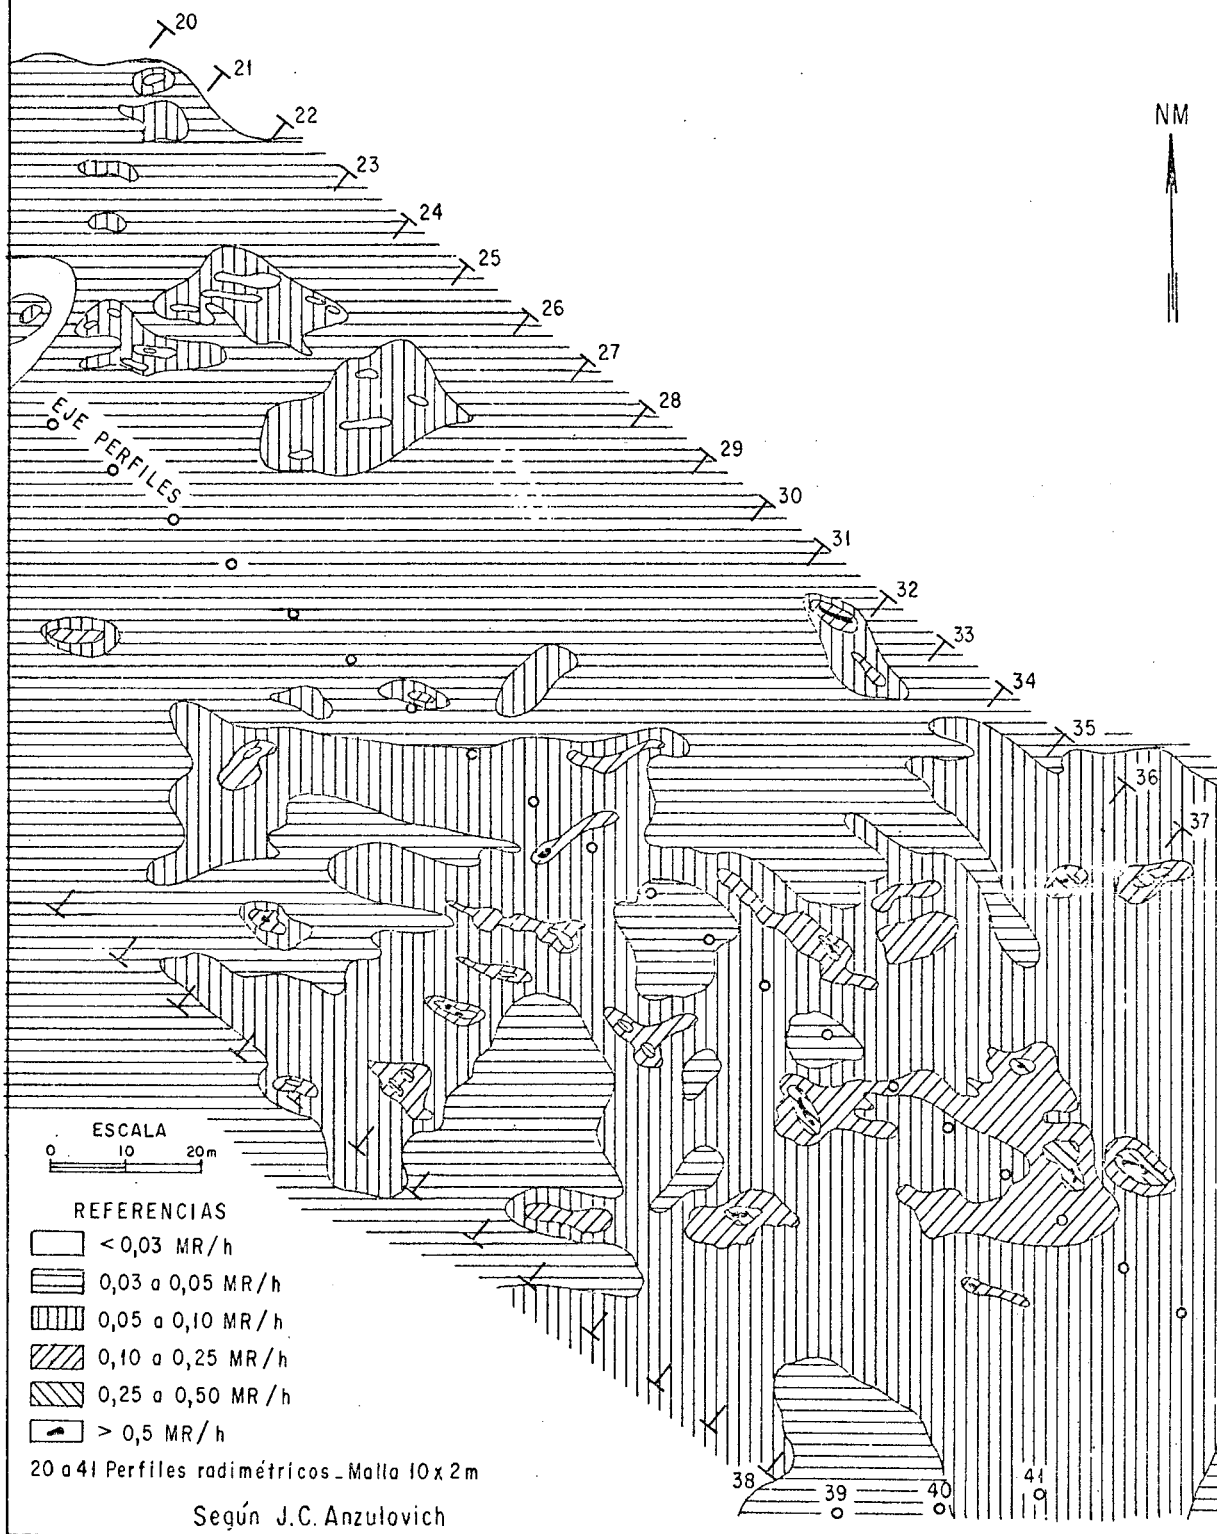 20
21
22
NM
23
24
25
26
27
28
EJE PERFILES
29
30
31
32
33
34
35
36
37
ESCALA
0 10 20m
REFERENCIAS
< 0,03 MR/h
0,03 a 0,05 MR/h
0,05 a 0,10 MR/h
0,10 a 0,25 MR/h
0,25 a 0,50 MR/h
> 0,5 MR/h
20 a 41 Perfiles radimétricos_Malla 10 x 2m
38 39 40 41
Según J.C. Anzulovich